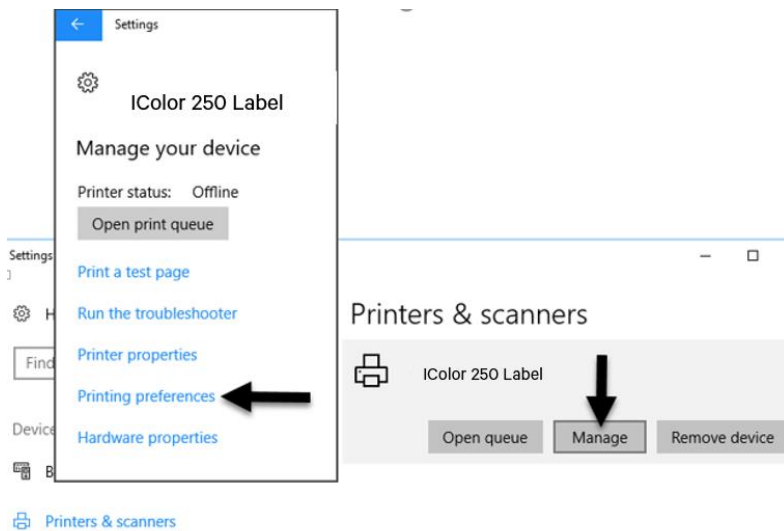 Settings
IColor 250 Label
Manage your device
Printer status: Offline
Open print queue
Print a test page
Run the troubleshooter
Printer properties
Printing preferences
Hardware properties
Settings
H
Find
Device
B
Printers & scanners
Printers & scanners
IColor 250 Label
Open queue Manage Remove device